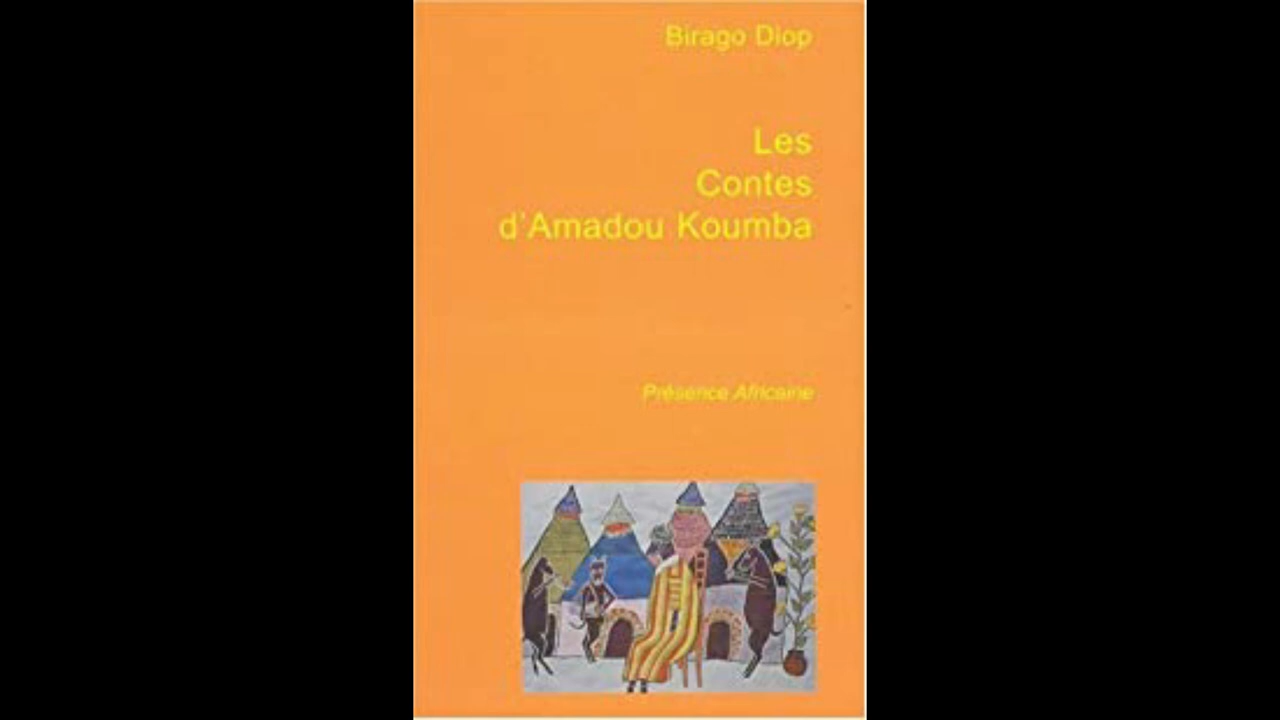 Birago Diop
Les
Contes
d'Amadou Koumba
Présence Africaine